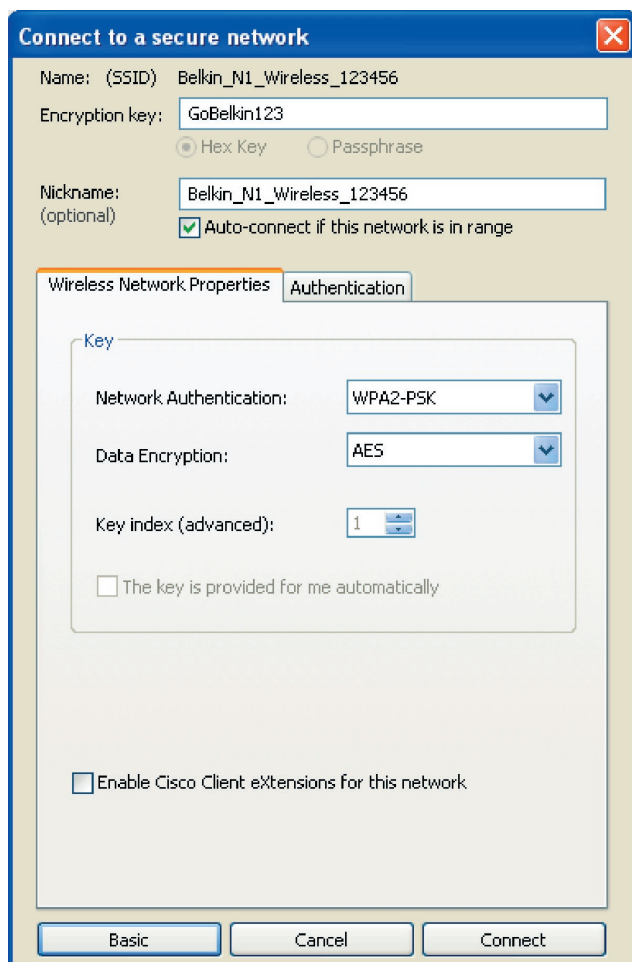 Connect to a secure network
Name: (SSID) Belkin_N1_Wireless_123456
Encryption key: GoBelkin123
Hex Key Passphrase
Nickname: Belkin_N1_Wireless_123456
(optional)
Auto-connect if this network is in range
Wireless Network Properties Authentication
Key
Network Authentication: WPA2-PSK
Data Encryption: AES
Key index (advanced): 1
The key is provided for me automatically
Enable Cisco Client eXtensions for this network
Basic Cancel Connect